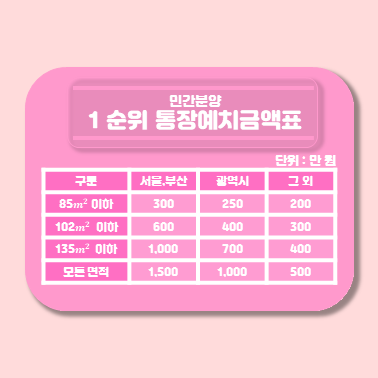 민간분양
1 순위 통장예치금액표
단위 : 만 원
구분 서울,부산 광역시 그 외
85m² 이하 300 250 200
102m² 이하 600 400 300
135m² 이하 1,000 700 400
모든 면적 1,500 1,000 500